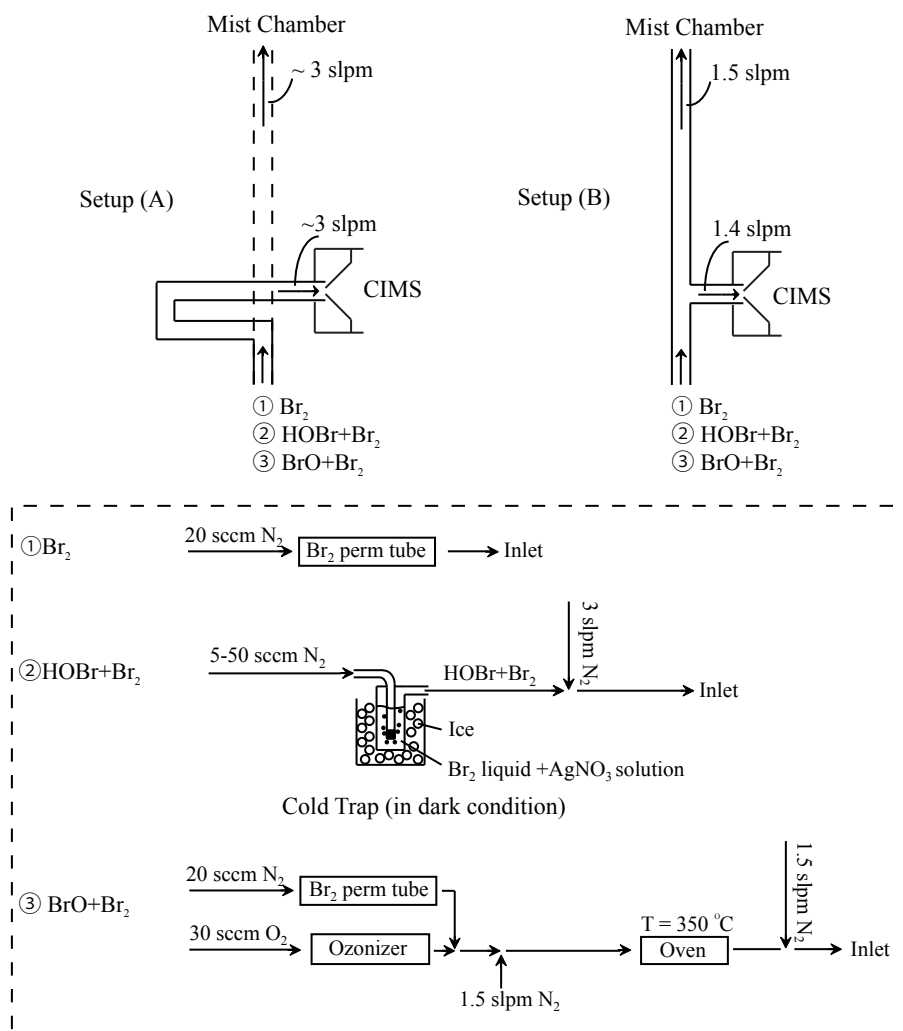 Mist Chamber
~ 3 slpm
Setup (A)
~3 slpm
CIMS
① Br₂
② HOBr+Br₂
③ BrO+Br₂
Mist Chamber
1.5 slpm
Setup (B)
1.4 slpm
CIMS
① Br₂
② HOBr+Br₂
③ BrO+Br₂
①Br₂
20 sccm N₂
Br₂ perm tube
Inlet
②HOBr+Br₂
5-50 sccm N₂
HOBr+Br₂
3 slpm N₂
Inlet
Ice
Br₂ liquid +AgNO₃ solution
Cold Trap (in dark condition)
③ BrO+Br₂
20 sccm N₂
Br₂ perm tube
30 sccm O₂
Ozonizer
1.5 slpm N₂
T = 350 °C
Oven
1.5 slpm N₂
Inlet